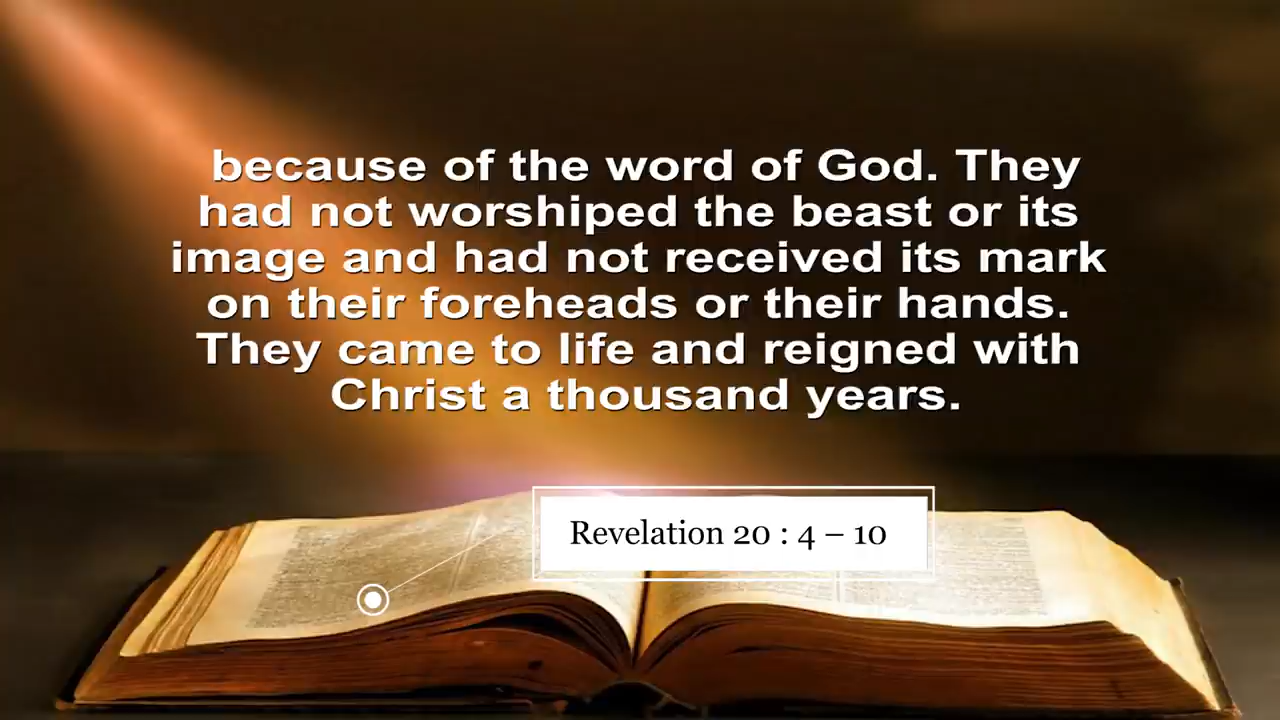 because of the word of God. They
had not worshiped the beast or its
image and had not received its mark
on their foreheads or their hands.
They came to life and reigned with
Christ a thousand years.
Revelation 20 : 4 – 10